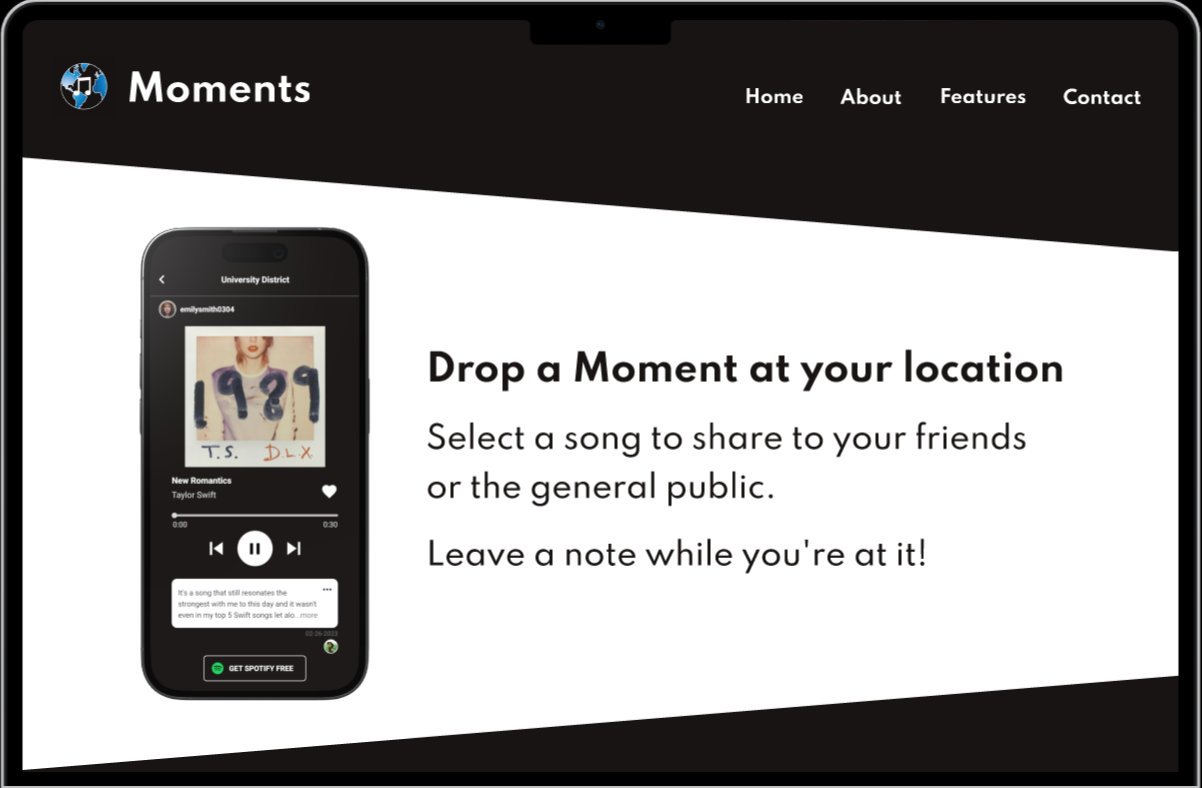 Moments
Home About Features Contact
University District
emilysmith0304
1989
T.S. D.L.X.
New Romantics
Taylor Swift
0:00 0:30
It's a song that still resonates the
strongest with me to this day and it wasn't
even in my top 5 Swift songs let alo...more
02-26-2023
GET SPOTIFY FREE
Drop a Moment at your location
Select a song to share to your friends
or the general public.
Leave a note while you're at it!